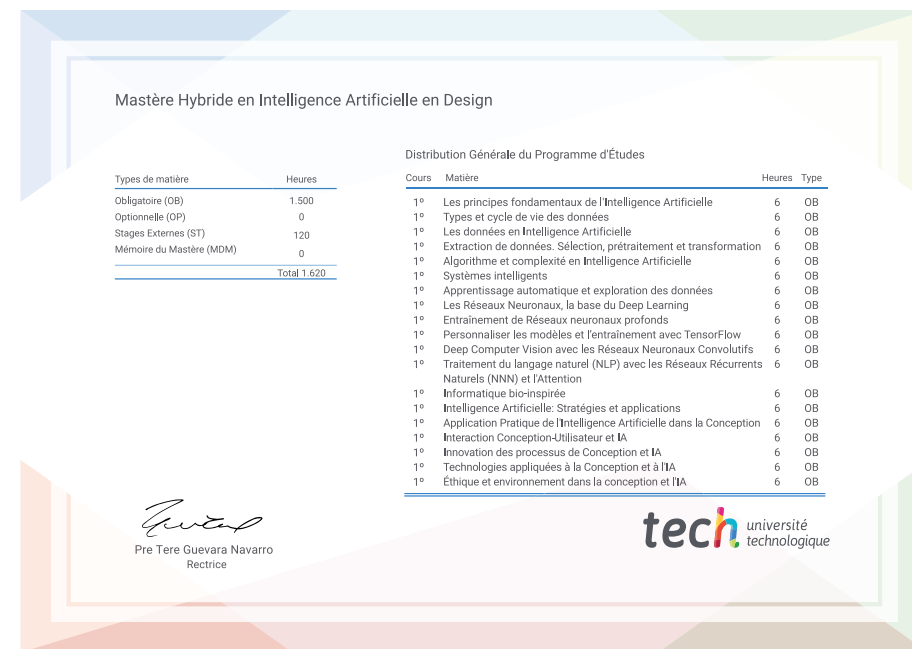 Mastère Hybride en Intelligence Artificielle en Design
Types de matière Heures
Obligatoire (OB) 1.500
Optionnelle (OP) 0
Stages Externes (ST) 120
Mémoire du Mastère (MDM) 0
Total 1.620
Distribution Générale du Programme d'Études
Cours Matière Heures Type
1º Les principes fondamentaux de l'Intelligence Artificielle 6 OB
1º Types et cycle de vie des données 6 OB
1º Les données en Intelligence Artificielle 6 OB
1º Extraction de données. Sélection, prétraitement et transformation 6 OB
1º Algorithme et complexité en Intelligence Artificielle 6 OB
1º Systèmes intelligents 6 OB
1º Apprentissage automatique et exploration des données 6 OB
1º Les Réseaux Neuronaux, la base du Deep Learning 6 OB
1º Entraînement de Réseaux neuronaux profonds 6 OB
1º Personnaliser les modèles et l'entraînement avec TensorFlow 6 OB
1º Deep Computer Vision avec les Réseaux Neuronaux Convolutifs 6 OB
1º Traitement du langage naturel (NLP) avec les Réseaux Récurrents 6 OB
Naturels (NNN) et l'Attention
1º Informatique bio-inspirée 6 OB
1º Intelligence Artificielle: Stratégies et applications 6 OB
1º Application Pratique de l'Intelligence Artificielle dans la Conception 6 OB
1º Interaction Conception-Utilisateur et IA 6 OB
1º Innovation des processus de Conception et IA 6 OB
1º Technologies appliquées à la Conception et à l'IA 6 OB
1º Éthique et environnement dans la conception et l'IA 6 OB
Pre Tere Guevara Navarro
Rectrice
tech université
technologique